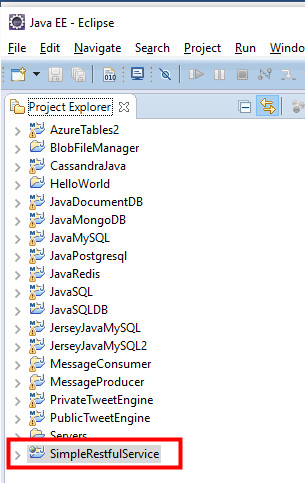 Java EE - Eclipse
File Edit Navigate Search Project Run Windo
Project Explorer
AzureTables2
BlobFileManager
CassandraJava
HelloWorld
JavaDocumentDB
JavaMongoDB
JavaMySQL
JavaPostgresql
JavaRedis
JavaSQL
JavaSQLDB
JerseyJavaMySQL
JerseyJavaMySQL2
MessageConsumer
MessageProducer
PrivateTweetEngine
PublicTweetEngine
Servers
SimpleRestfulService